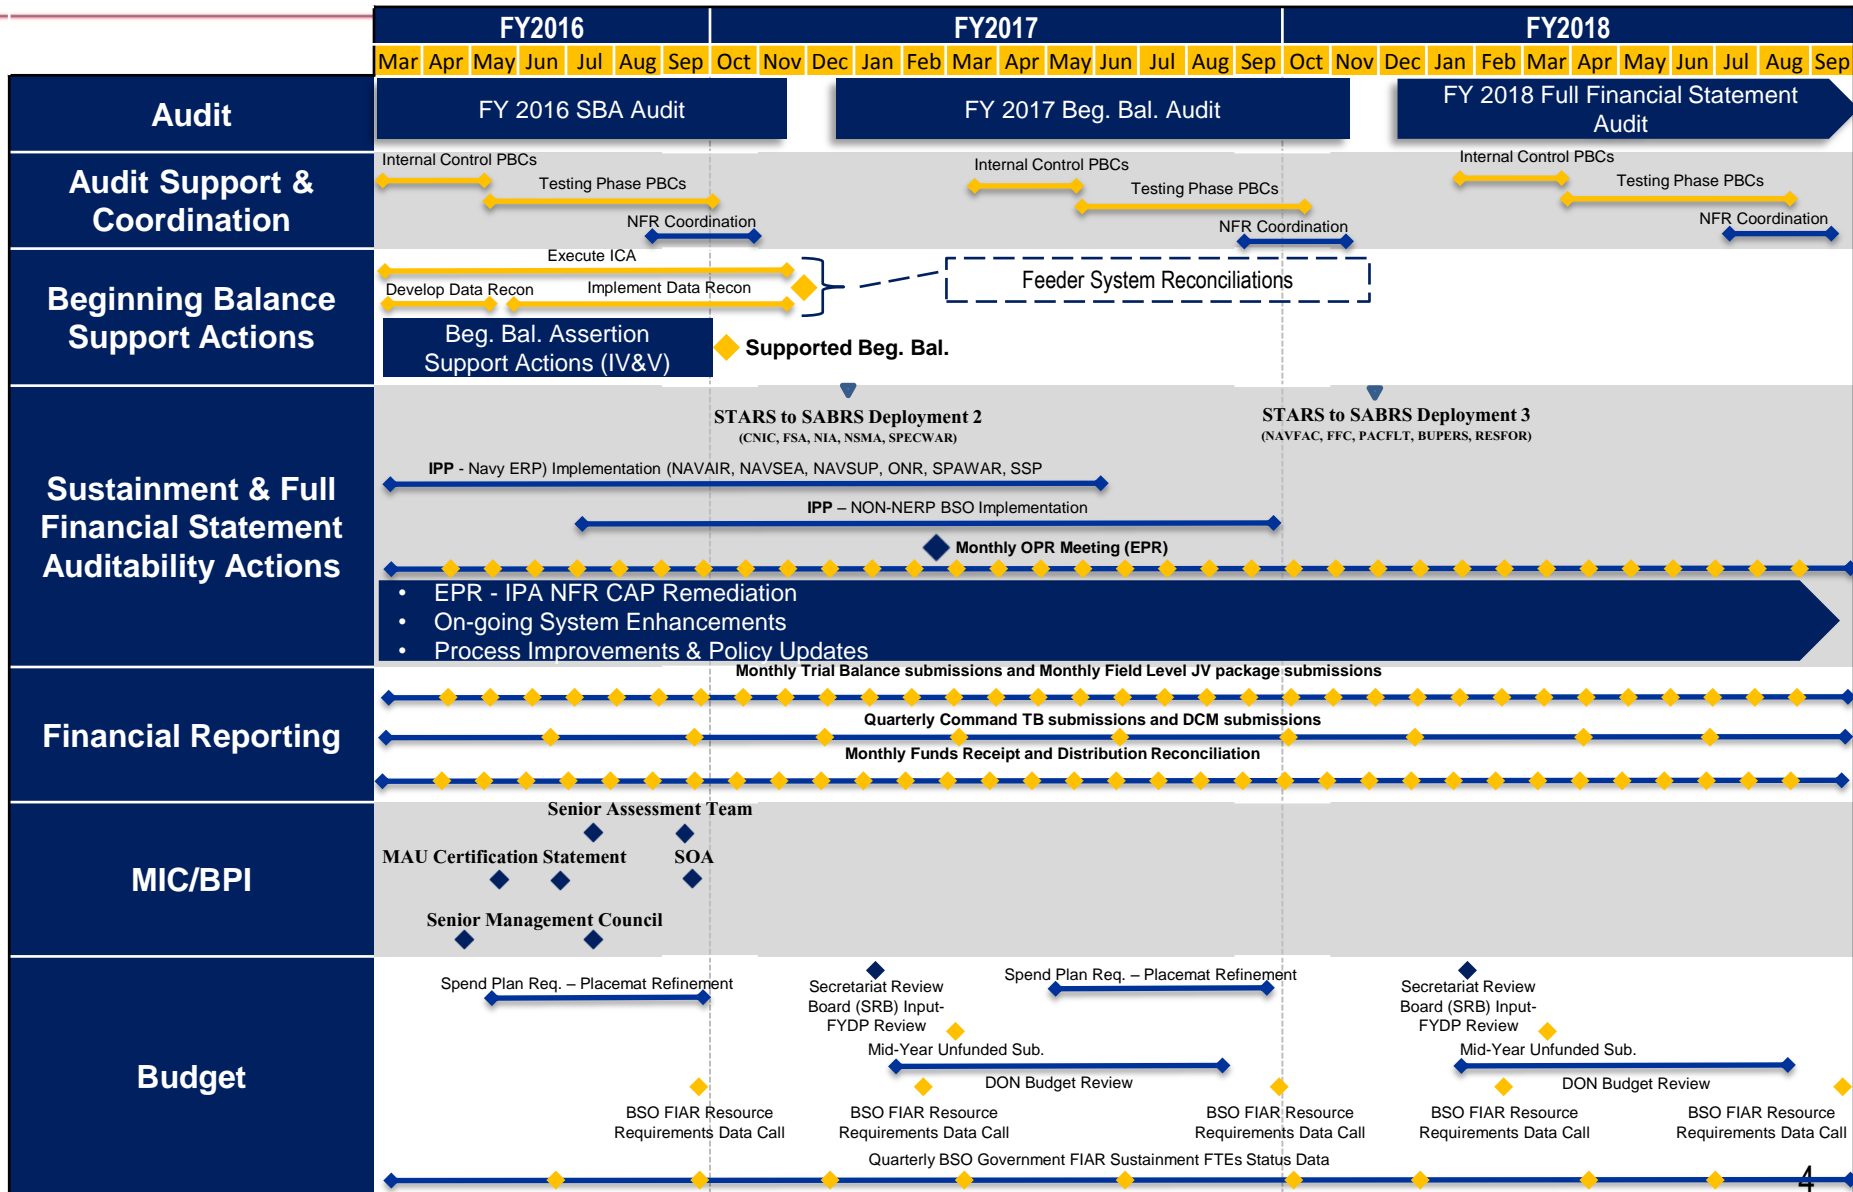 FY2016 FY2017 FY2018
Mar Apr May Jun Jul Aug Sep Oct Nov Dec Jan Feb Mar Apr May Jun Jul Aug Sep Oct Nov Dec Jan Feb Mar Apr May Jun Jul Aug Sep
Audit
FY 2016 SBA Audit
FY 2017 Beg. Bal. Audit
FY 2018 Full Financial Statement
Audit
Audit Support &
Coordination
Internal Control PBCs
Testing Phase PBCs
NFR Coordination
Internal Control PBCs
Testing Phase PBCs
NFR Coordination
Internal Control PBCs
Testing Phase PBCs
NFR Coordination
Beginning Balance
Support Actions
Execute ICA
Develop Data Recon
Implement Data Recon
Feeder System Reconciliations
Beg. Bal. Assertion
Support Actions (IV&V)
Supported Beg. Bal.
Sustainment & Full
Financial Statement
Auditability Actions
STARS to SABRS Deployment 2
(CNIC, FSA, NIA, NSMA, SPECWAR)
STARS to SABRS Deployment 3
(NAVFAC, FFC, PACFLT, BUPERS, RESFOR)
IPP - Navy ERP) Implementation (NAVAIR, NAVSEA, NAVSUP, ONR, SPAWAR, SSP
IPP – NON-NERP BSO Implementation
Monthly OPR Meeting (EPR)
• EPR - IPA NFR CAP Remediation
• On-going System Enhancements
• Process Improvements & Policy Updates
Financial Reporting
Monthly Trial Balance submissions and Monthly Field Level JV package submissions
Quarterly Command TB submissions and DCM submissions
Monthly Funds Receipt and Distribution Reconciliation
MIC/BPI
Senior Assessment Team
MAU Certification Statement
SOA
Senior Management Council
Budget
Spend Plan Req. – Placemat Refinement
Secretariat Review
Board (SRB) Input-
FYDP Review
Spend Plan Req. – Placemat Refinement
Secretariat Review
Board (SRB) Input-
FYDP Review
Mid-Year Unfunded Sub.
Mid-Year Unfunded Sub.
DON Budget Review
DON Budget Review
BSO FIAR Resource
Requirements Data Call
BSO FIAR Resource
Requirements Data Call
BSO FIAR Resource
Requirements Data Call
BSO FIAR Resource
Requirements Data Call
BSO FIAR Resource
Requirements Data Call
Quarterly BSO Government FIAR Sustainment FTEs Status Data
4